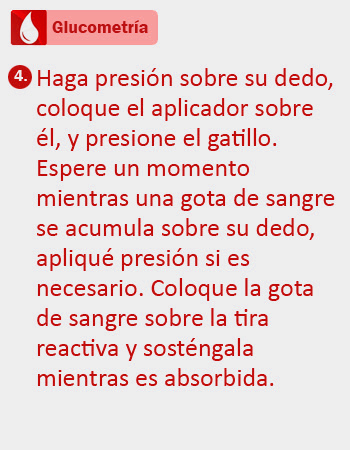 Glucometría
4. Haga presión sobre su dedo,
coloque el aplicador sobre
él, y presione el gatillo.
Espere un momento
mientras una gota de sangre
se acumula sobre su dedo,
apliqué presión si es
necesario. Coloque la gota
de sangre sobre la tira
reactiva y sosténgala
mientras es absorbida.